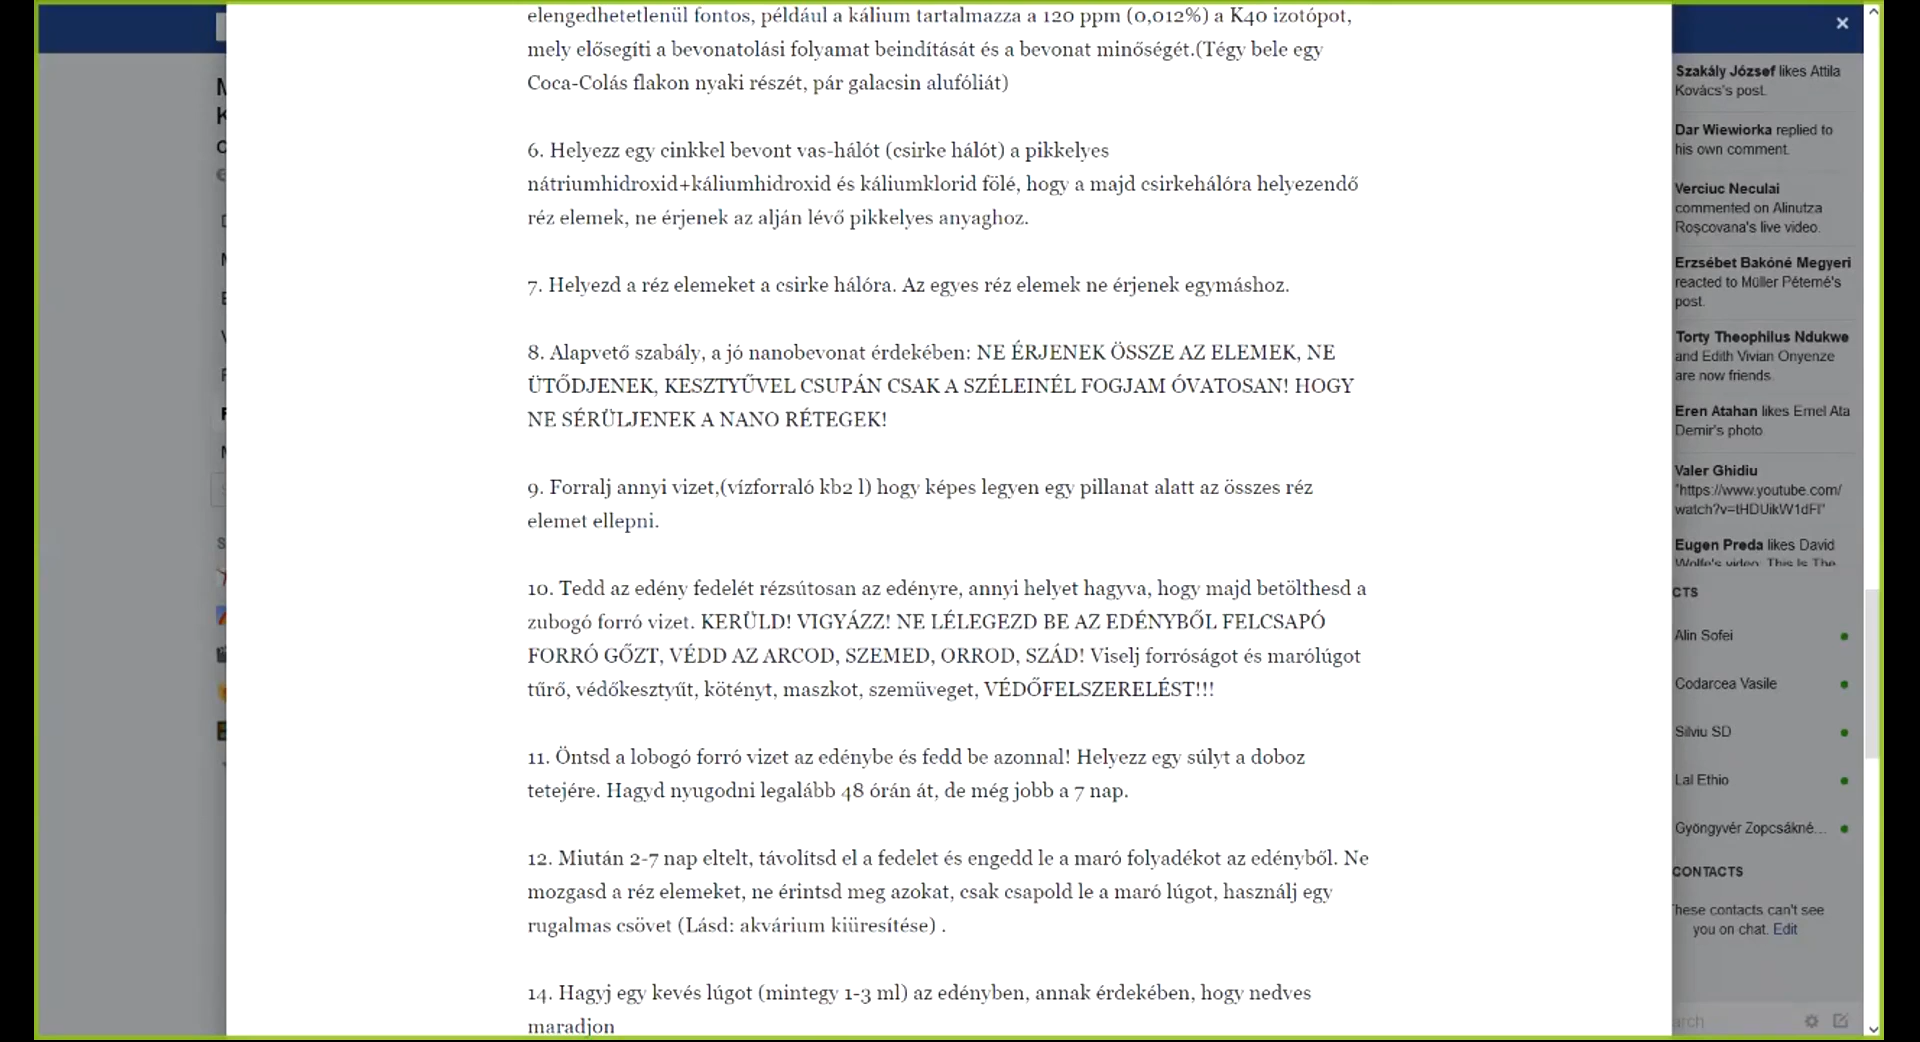 elengedhetetlenül fontos, például a kálium tartalmazza a 120 ppm (0,012%) a K40 izotópot,
mely elősegíti a bevonatolási folyamat beindítását és a bevonat minőségét.(Tégy bele egy
Coca-Colás flakon nyaki részét, pár galacsin alufóliát)
6. Helyezz egy cinkkel bevont vas-hálót (csirke hálót) a pikkelyes
nátriumhidroxid+káliumhidroxid és káliumklorid fölé, hogy a majd csirkehálóra helyezendő
réz elemek, ne érjenek az alján lévő pikkelyes anyaghoz.
7. Helyezd a réz elemeket a csirke hálóra. Az egyes réz elemek ne érjenek egymáshoz.
8. Alapvető szabály, a jó nanobevonat érdekében: NE ÉRJENEK ÖSSZE AZ ELEMEK, NE
ÜTŐDJENEK, KESZTYŰVEL CSUPÁN CSAK A SZÉLEINÉL FOGJAM ÓVATOSAN! HOGY
NE SÉRÜLJENEK A NANO RÉTEGEK!
9. Forralj annyi vizet,(vízforraló kb2 l) hogy képes legyen egy pillanat alatt az összes réz
elemet ellepni.
10. Tedd az edény fedelét rézsútosan az edényre, annyi helyet hagyva, hogy majd betölthesd a
zubogó forró vizet. KERÜLD! VIGYÁZZ! NE LÉLEGEZD BE AZ EDÉNYBŐL FELCSAPÓ
FORRÓ GŐZT, VÉDD AZ ARCOD, SZEMED, ORROD, SZÁD! Viselj forróságot és marólúgot
tűrő, védőkesztyűt, kötényt, maszkot, szemüveget, VÉDŐFELSZERELÉST!!!
11. Öntsd a lobogó forró vizet az edénybe és fedd be azonnal! Helyezz egy súlyt a doboz
tetejére. Hagyd nyugodni legalább 48 órán át, de még jobb a 7 nap.
12. Miután 2-7 nap eltelt, távolítsd el a fedelet és engedd le a maró folyadékot az edényből. Ne
mozgasd a réz elemeket, ne érintsd meg azokat, csak csapold le a maró lúgot, használj egy
rugalmas csövet (Lásd: akvárium kiüresítése) .
14. Hagyj egy kevés lúgot (mintegy 1-3 ml) az edényben, annak érdekében, hogy nedves
maradjon
Szakály József likes Attila
Kovács's post.
Dar Wiewiorka replied to
his own comment.
Verciuc Neculai
commented on Alinutza
Roșcovana's live video.
Erzsébet Bakóné Megyeri
reacted to Müller Péterné's
post.
Torty Theophilus Ndukwe
and Edith Vivian Onyenze
are now friends.
Eren Atahan likes Emel Ata
Demir's photo
Valer Ghidiu
"https://www.youtube.com/
watch?v=tHDUikW1dFI"
Eugen Preda likes David
Wolfe's video: This Is The
CTS
Alin Sofei
Codarcea Vasile
Silviu SD
Lal Ethio
Gyöngyvér Zopcsákné...
CONTACTS
These contacts can't see
you on chat. Edit
arch